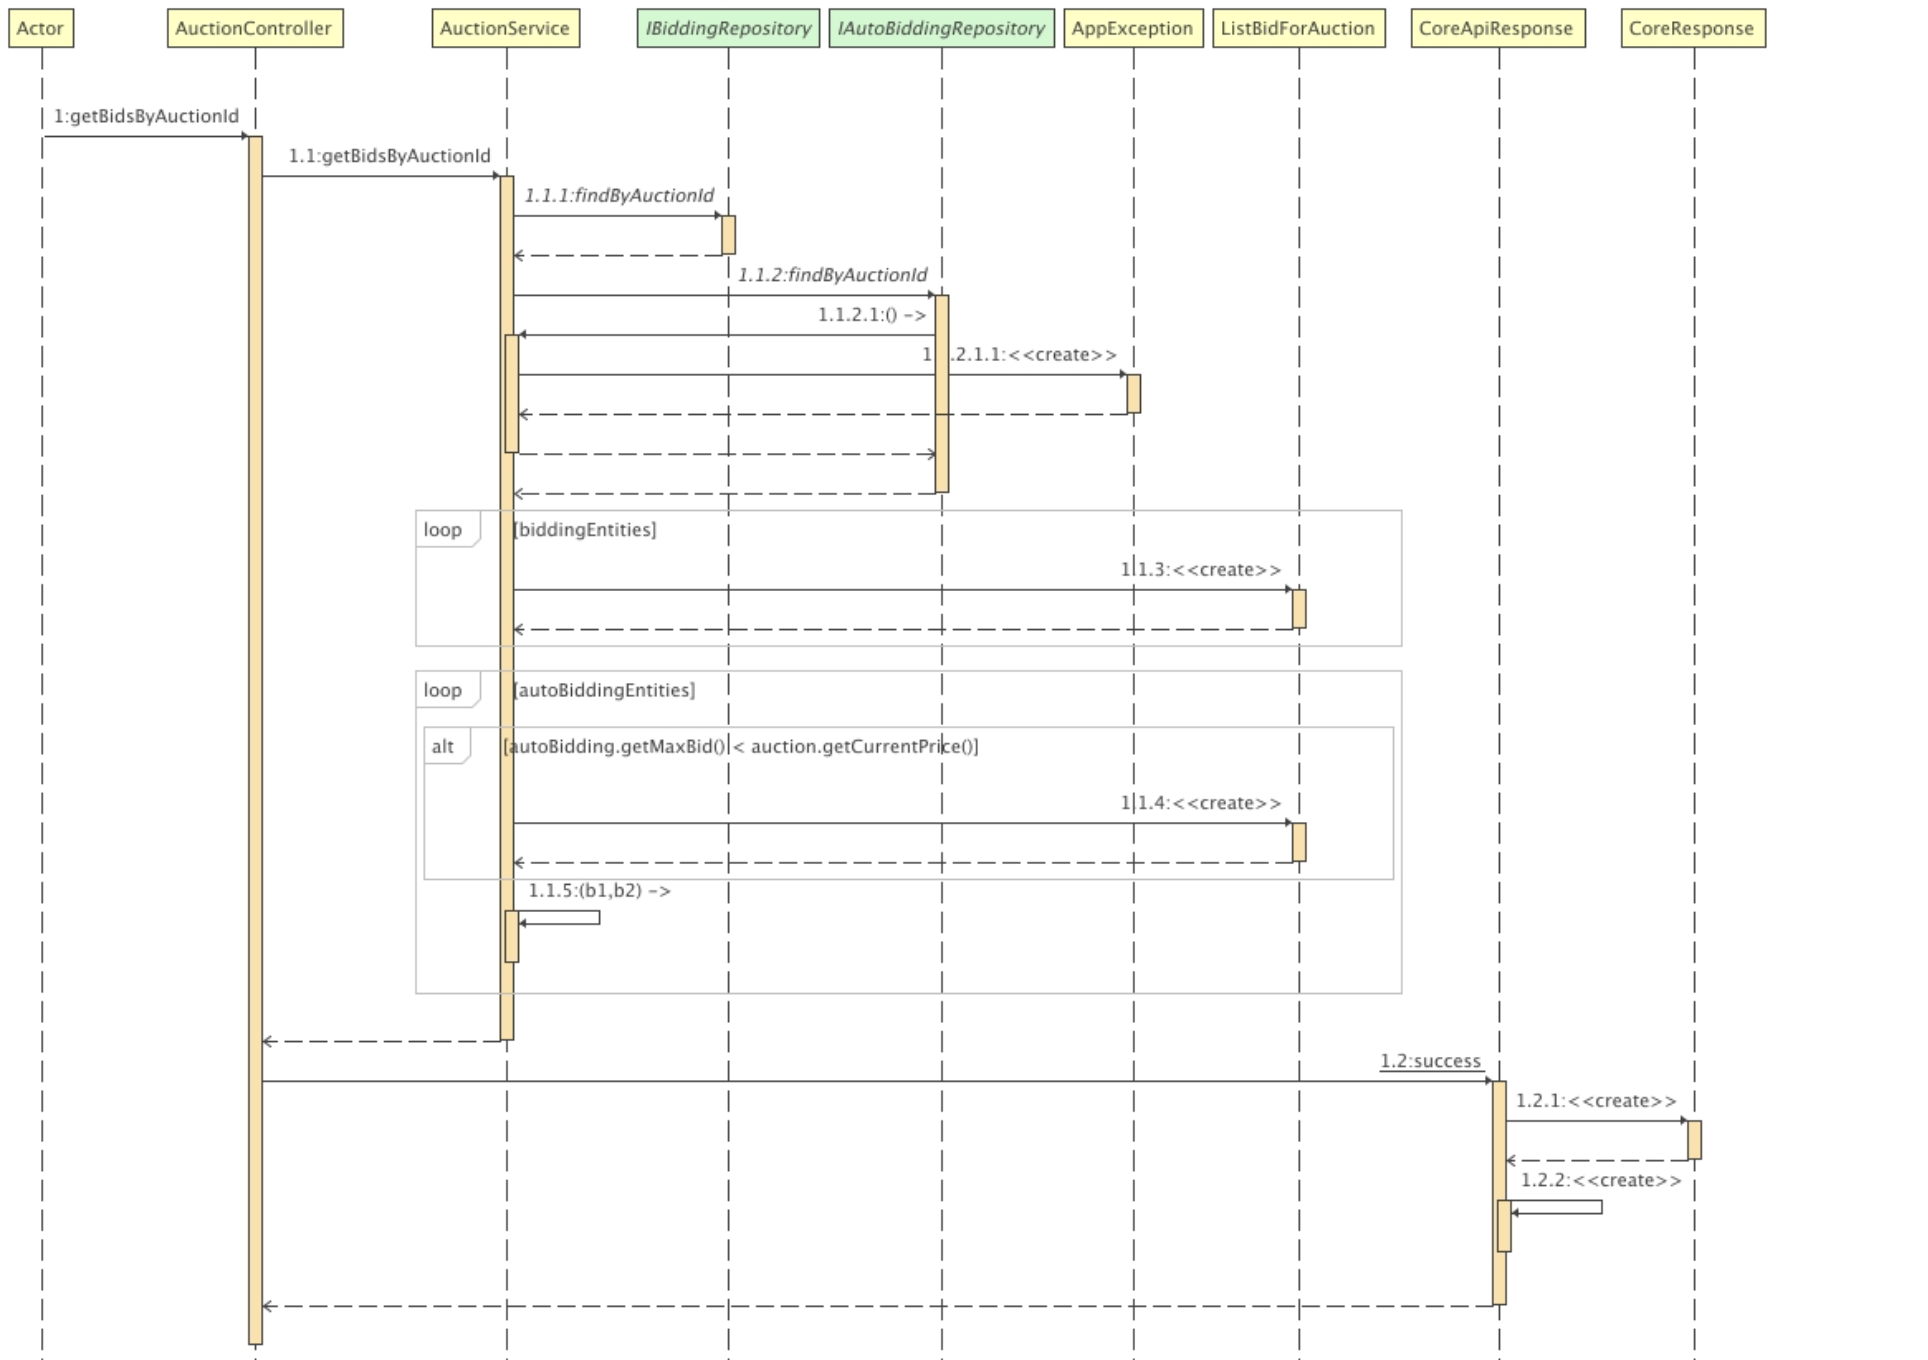 Actor
AuctionController
AuctionService
IBiddingRepository
IAutoBiddingRepository
AppException
ListBidForAuction
CoreApiResponse
CoreResponse
1:getBidsByAuctionId
1.1:getBidsByAuctionId
1.1.1:findByAuctionId
1.1.2:findByAuctionId
1.1.2.1:() ->
1.1.2.1.1:<<create>>
loop
[biddingEntities]
1.1.3:<<create>>
loop
[autoBiddingEntities]
alt
[autoBidding.getMaxBid() < auction.getCurrentPrice()]
1.1.4:<<create>>
1.1.5:(b1,b2) ->
1.2:success
1.2.1:<<create>>
1.2.2:<<create>>